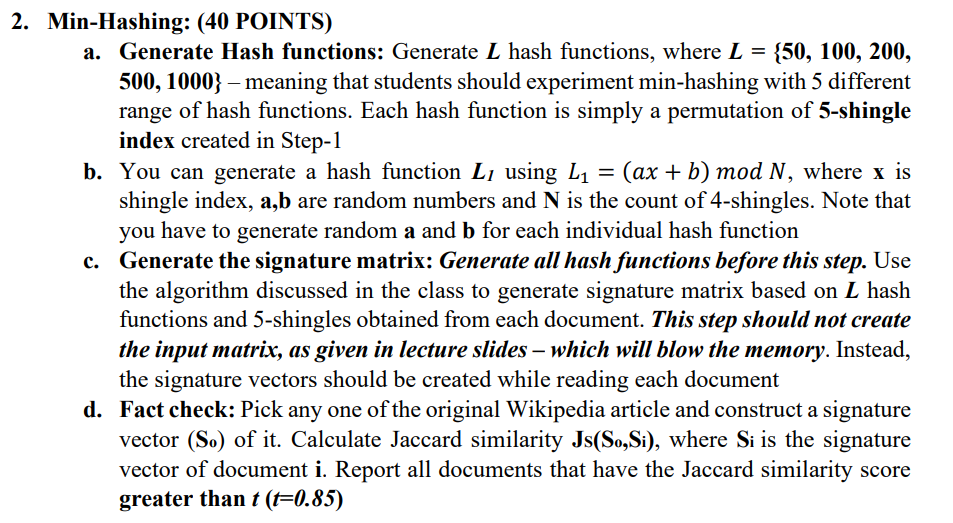 2. Min-Hashing: (40 POINTS)
a. Generate Hash functions: Generate L hash functions, where L = {50, 100, 200,
500, 1000} – meaning that students should experiment min-hashing with 5 different
range of hash functions. Each hash function is simply a permutation of 5-shingle
index created in Step-1
b. You can generate a hash function L₁ using L₁ = (ax + b) mod N, where x is
shingle index, a,b are random numbers and N is the count of 4-shingles. Note that
you have to generate random a and b for each individual hash function
c. Generate the signature matrix: Generate all hash functions before this step. Use
the algorithm discussed in the class to generate signature matrix based on L hash
functions and 5-shingles obtained from each document. This step should not create
the input matrix, as given in lecture slides – which will blow the memory. Instead,
the signature vectors should be created while reading each document
d. Fact check: Pick any one of the original Wikipedia article and construct a signature
vector (S₀) of it. Calculate Jaccard similarity Js(S₀,Si), where Si is the signature
vector of document i. Report all documents that have the Jaccard similarity score
greater than t (t=0.85)